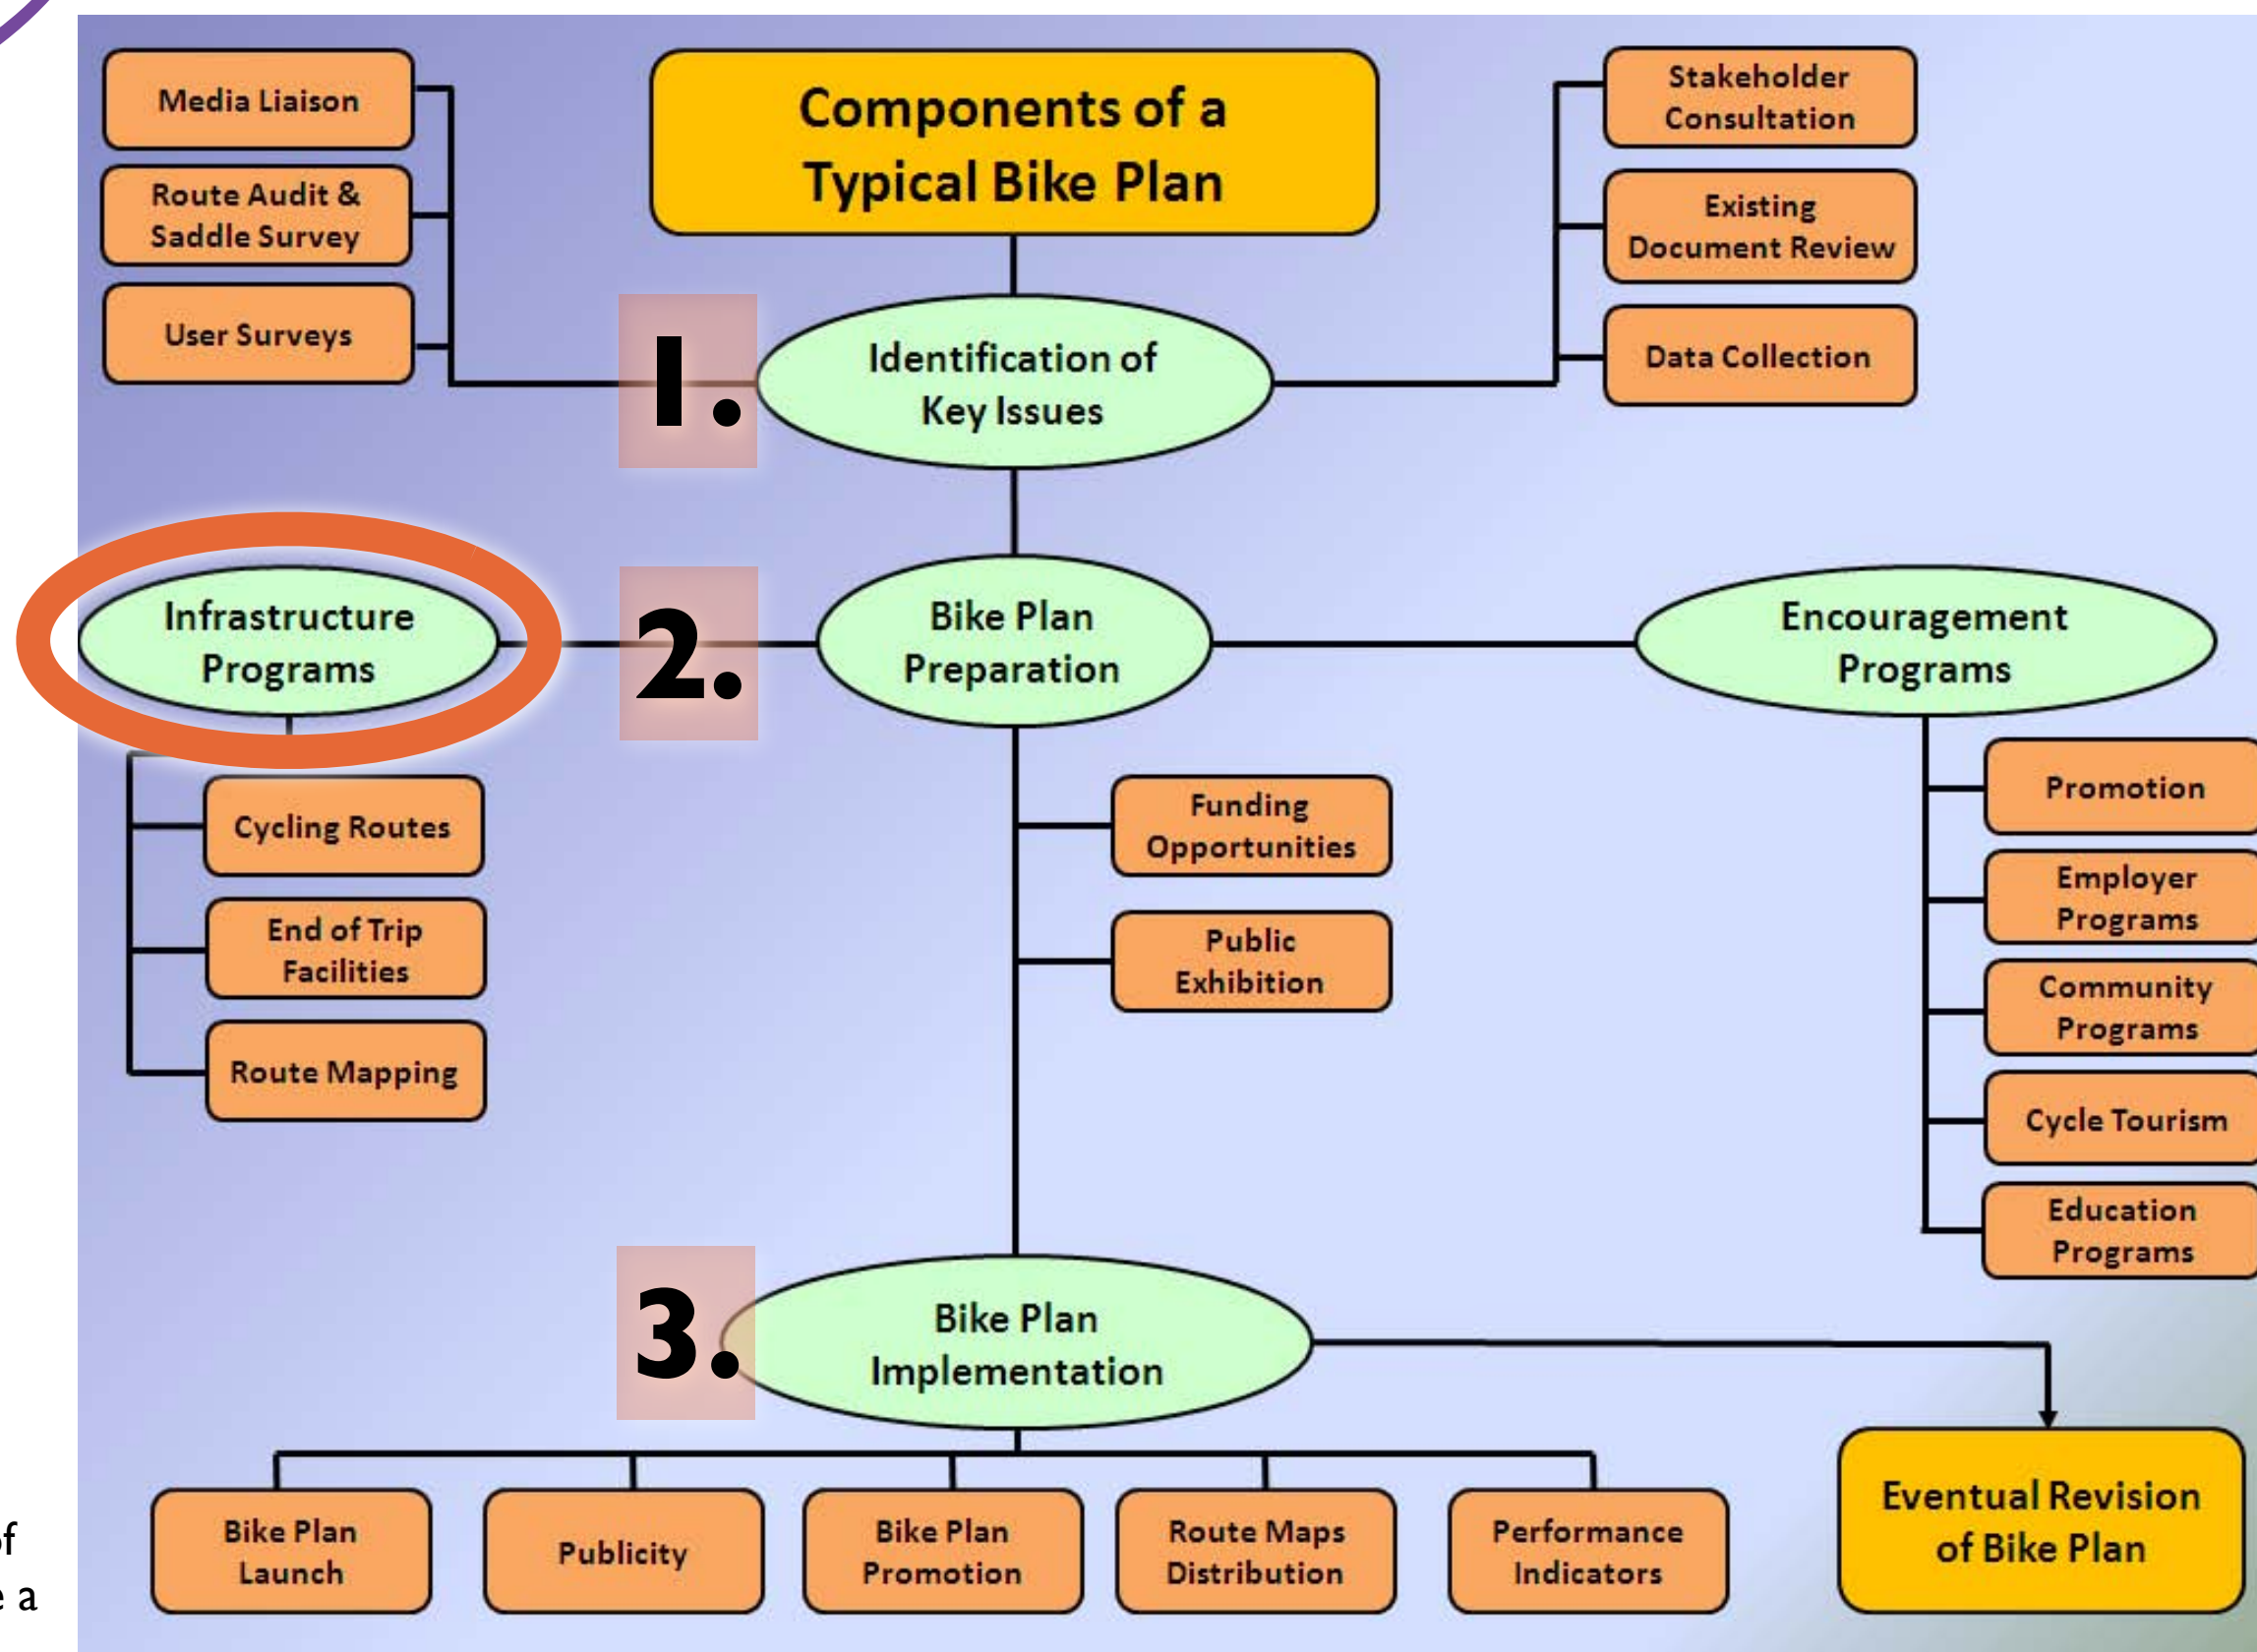 Components of a
Typical Bike Plan
Media Liaison
Route Audit &
Saddle Survey
User Surveys
Stakeholder
Consultation
Existing
Document Review
Data Collection
1.
Identification of
Key Issues
Infrastructure
Programs
2.
Bike Plan
Preparation
Encouragement
Programs
Cycling Routes
End of Trip
Facilities
Route Mapping
Funding
Opportunities
Public
Exhibition
Promotion
Employer
Programs
Community
Programs
Cycle Tourism
Education
Programs
3.
Bike Plan
Implementation
Bike Plan
Launch
Publicity
Bike Plan
Promotion
Route Maps
Distribution
Performance
Indicators
Eventual Revision
of Bike Plan
of
a